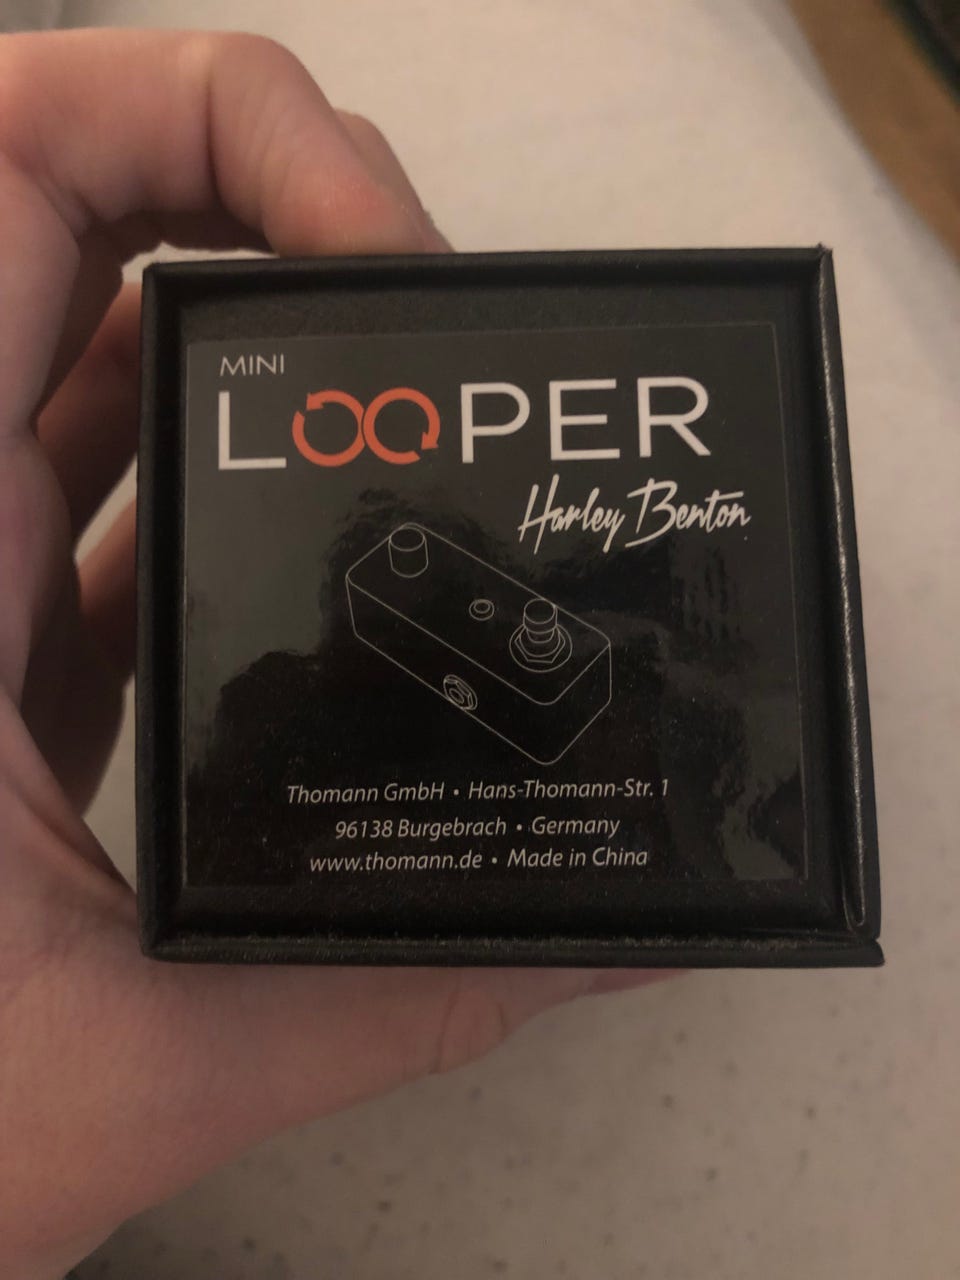 MINI
LOOPER
Harley Benton
Thomann GmbH • Hans-Thomann-Str. 1
96138 Burgebrach • Germany
www.thomann.de • Made in China